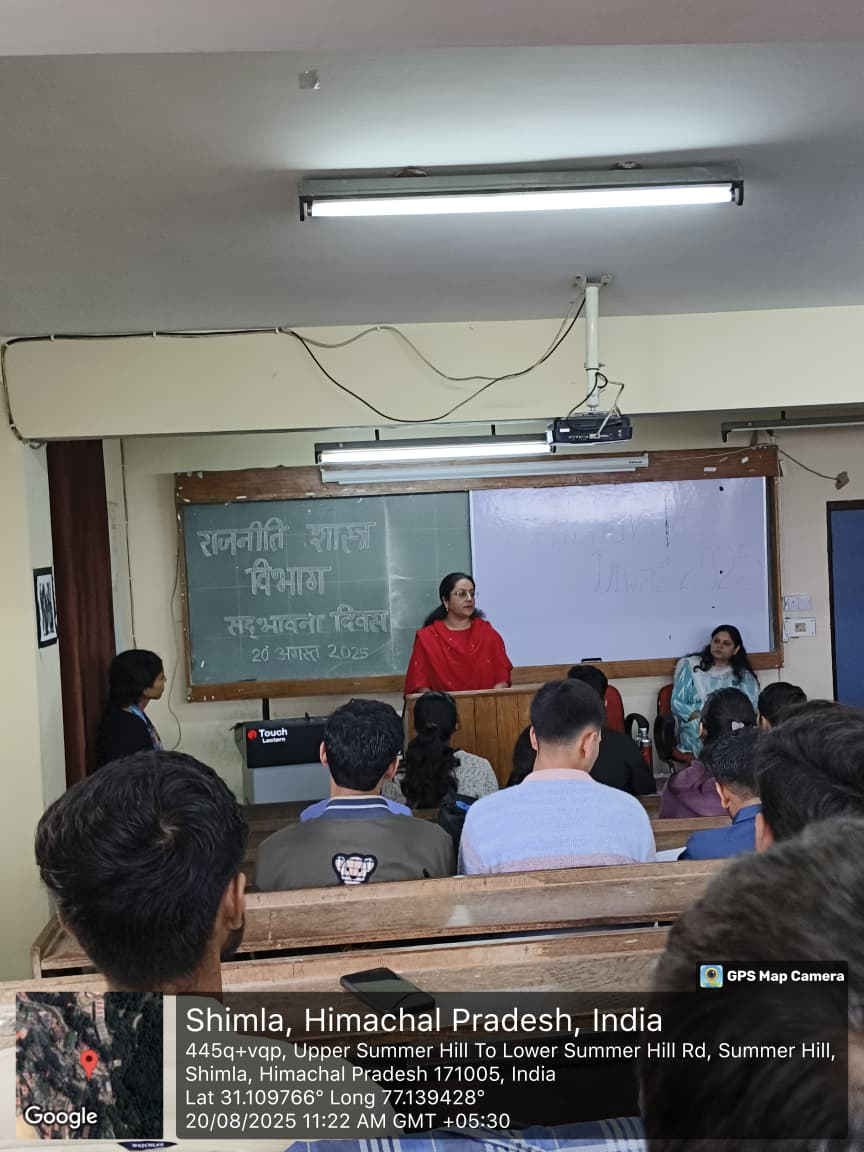 राजनीति शास्त्र
विभाग
सद्भावना दिवस
20 अगस्त 2025
Touch
GPS Map Camera
Shimla, Himachal Pradesh, India
445q+vqp, Upper Summer Hill To Lower Summer Hill Rd, Summer Hill,
Shimla, Himachal Pradesh 171005, India
Lat 31.109766° Long 77.139428°
20/08/2025 11:22 AM GMT +05:30
Google